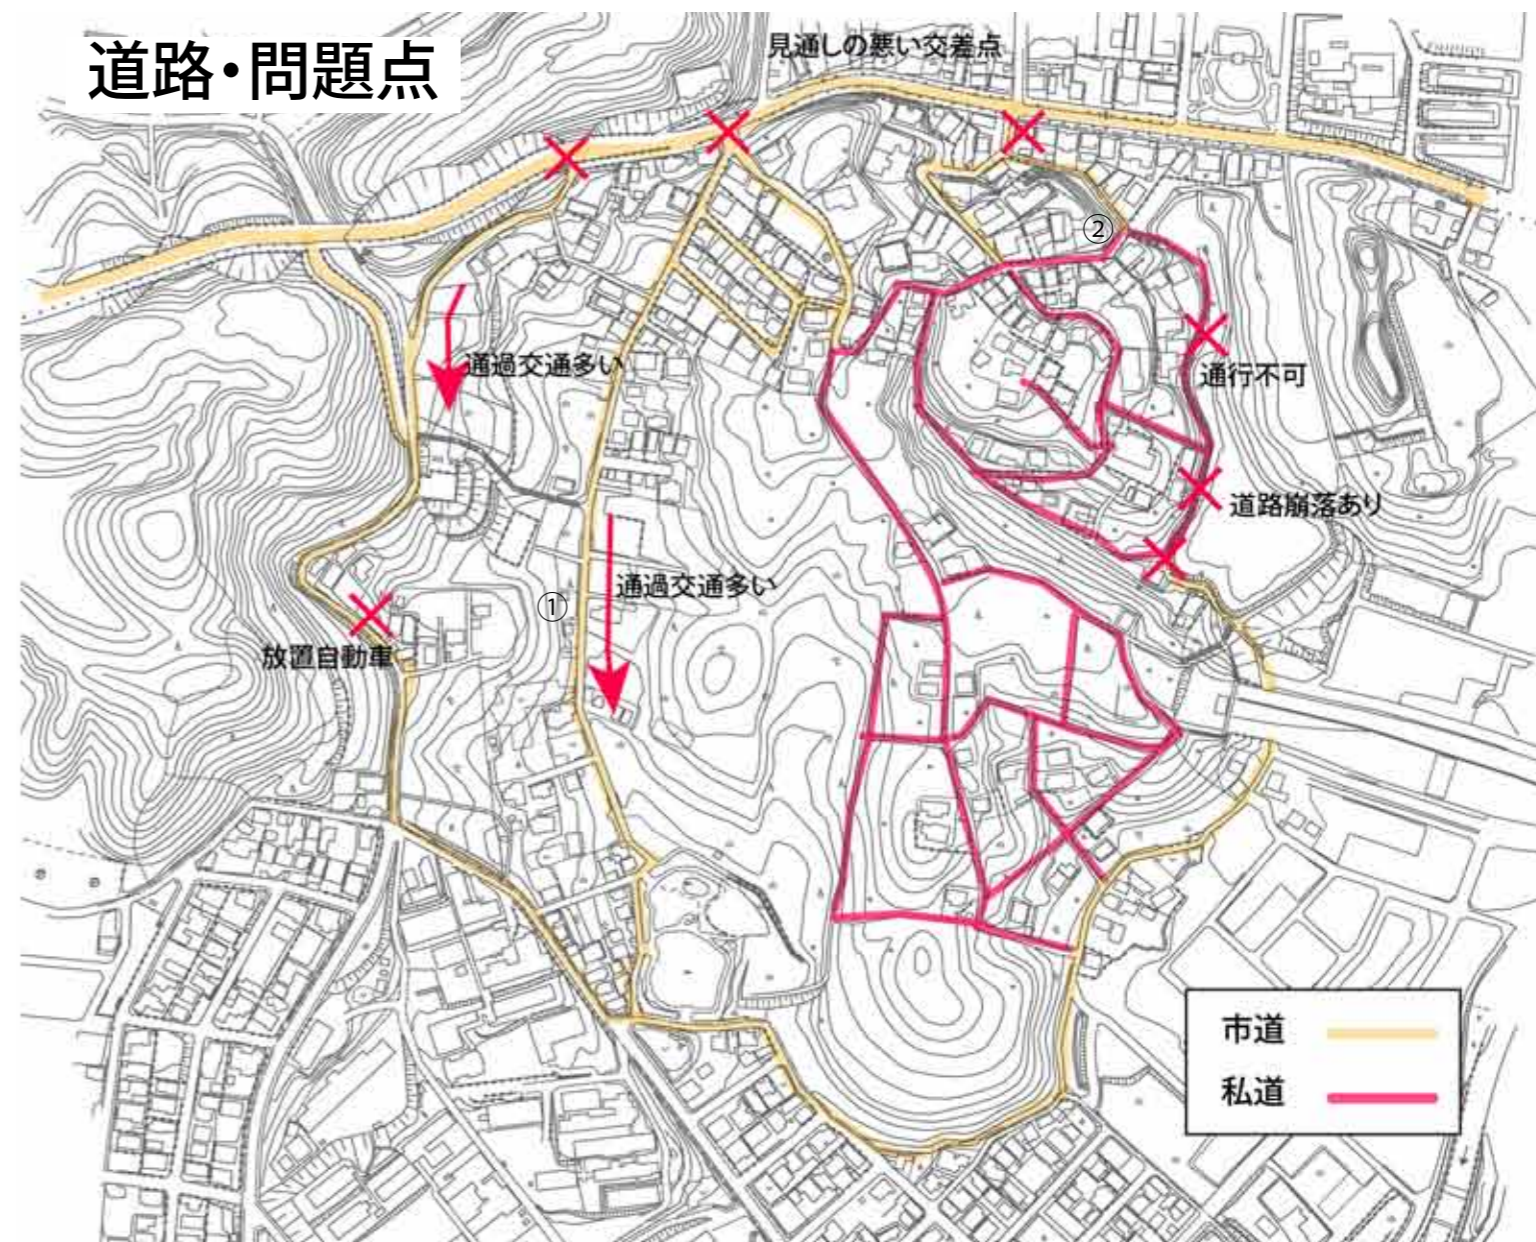 道路・問題点
見通しの悪い交差点
②
通過交通多い
通行不可
道路崩落あり
通過交通多い
①
放置自動車
市道
私道